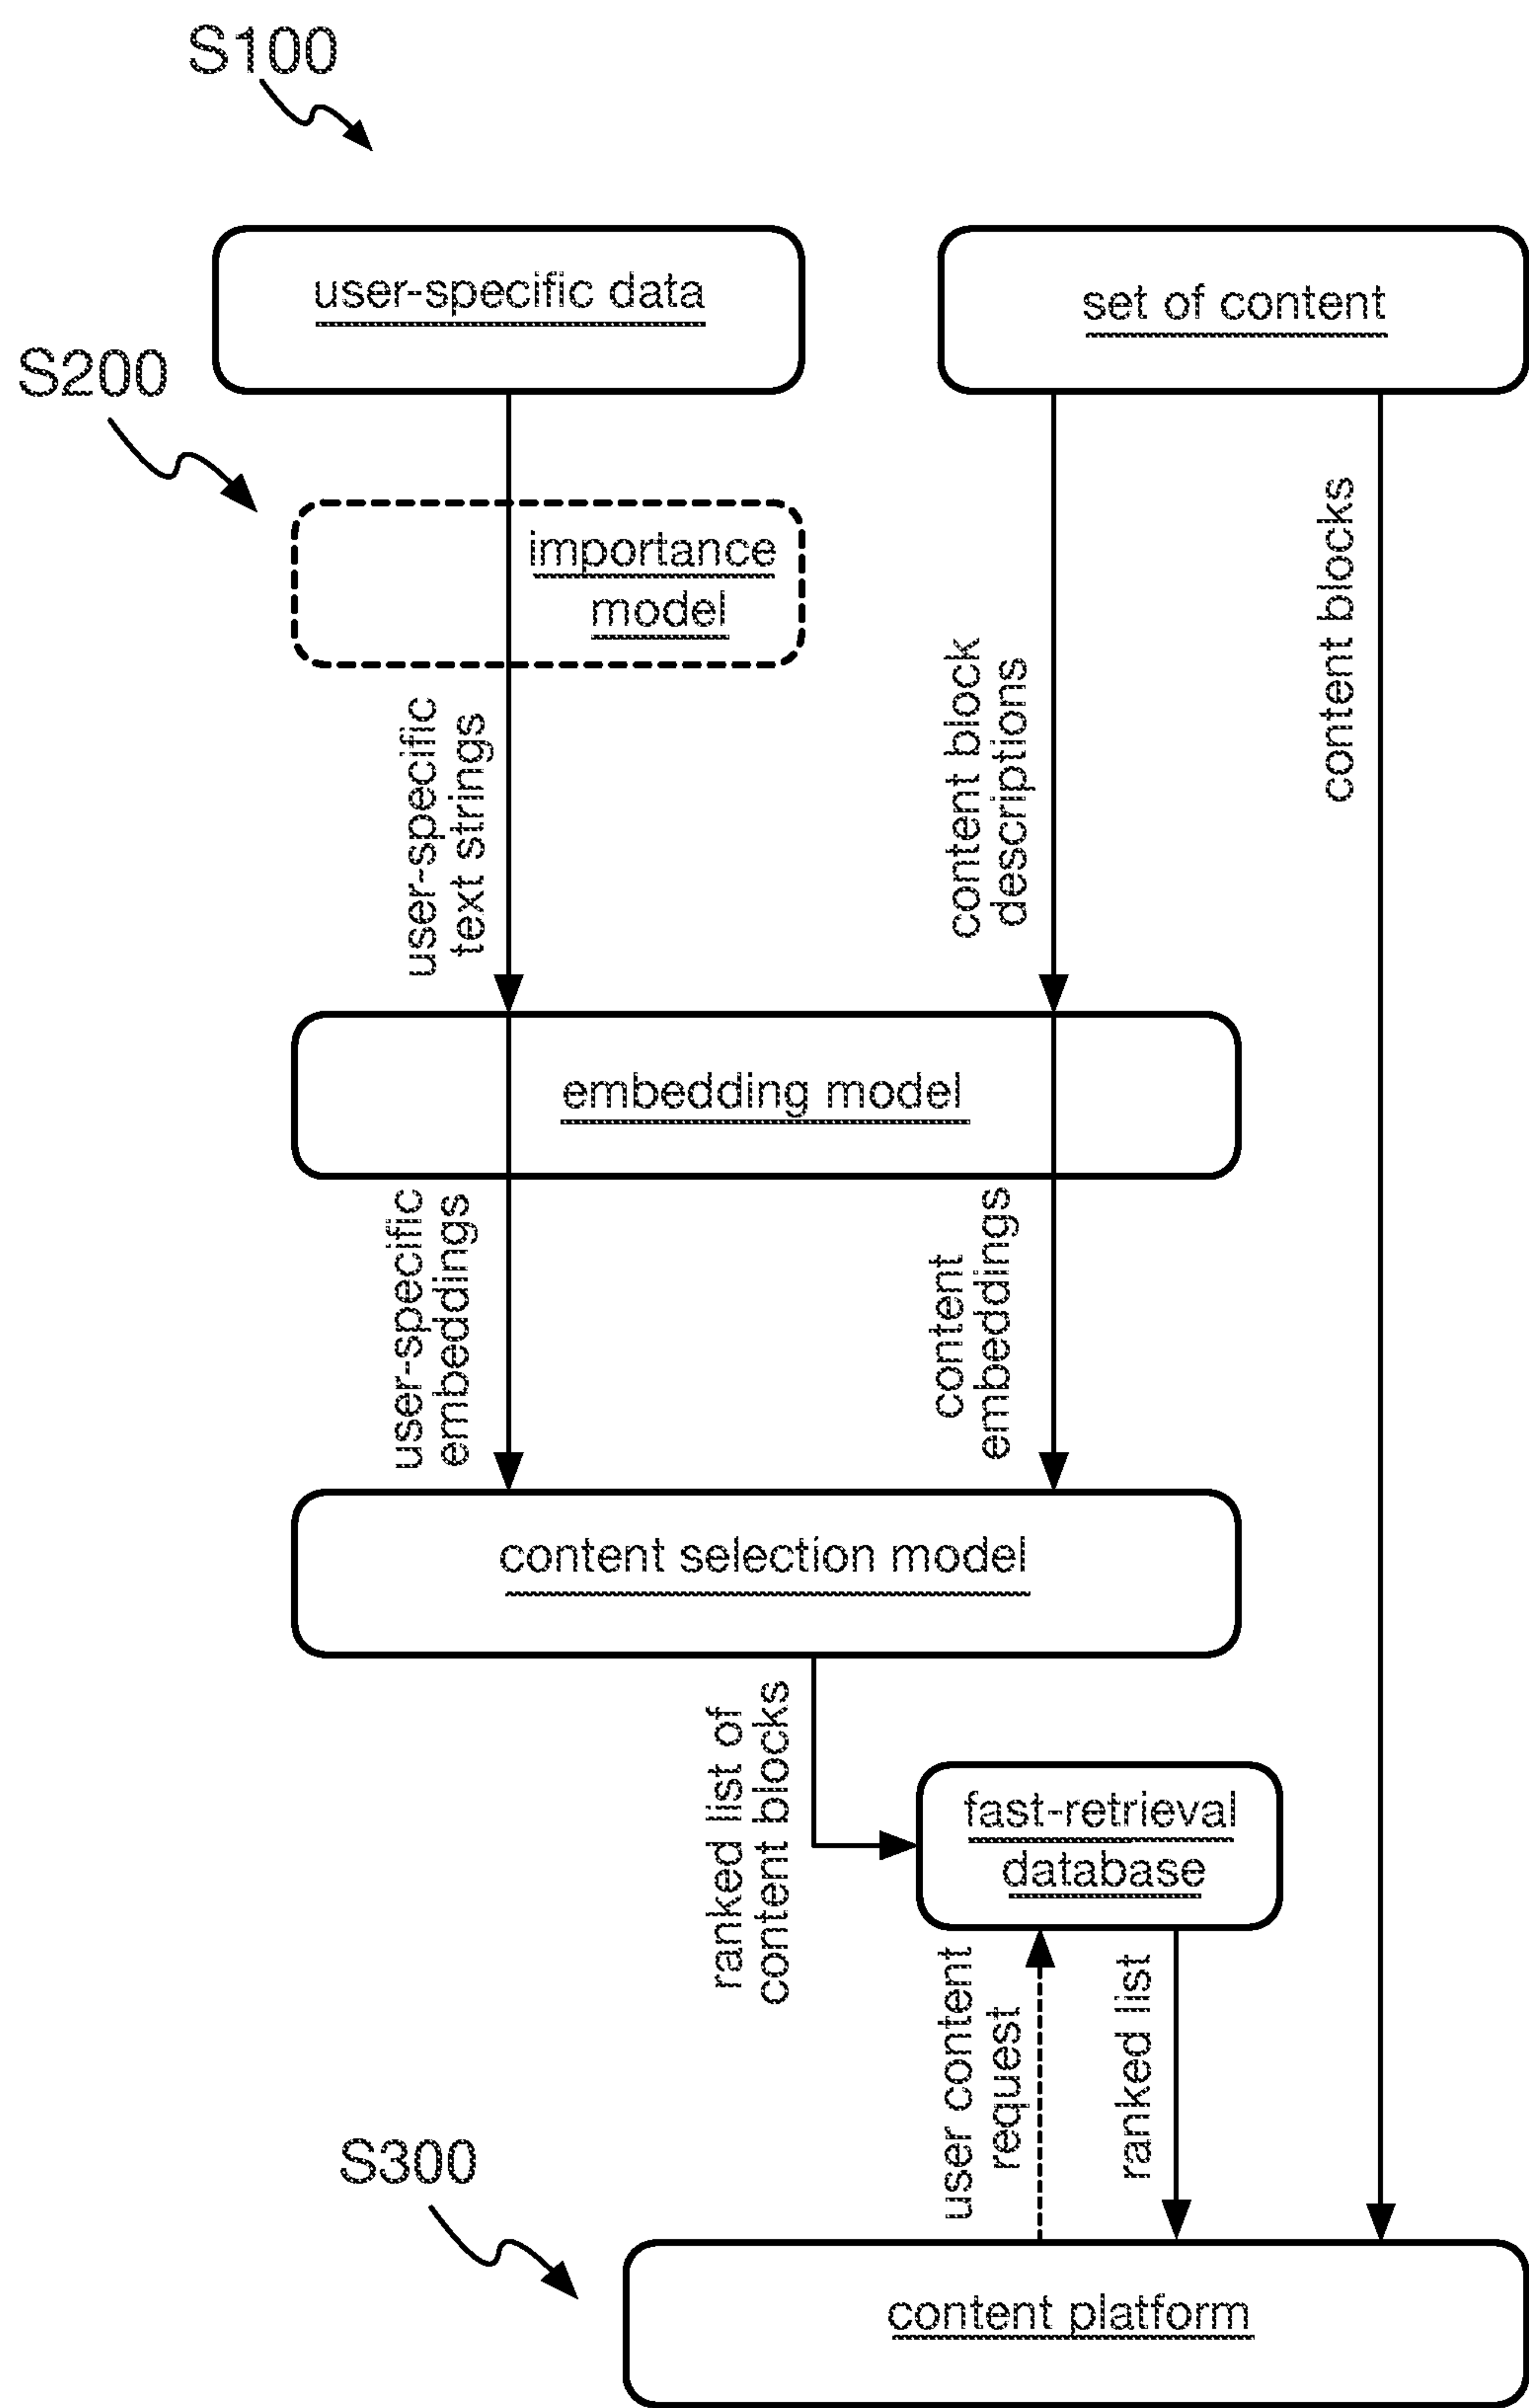 S100
user-specific data
set of content
S200
importance
model
content blocks
user-specific
text strings
content block
descriptions
embedding model
user-specific
embeddings
content
embeddings
content selection model
ranked list of
content blocks
fast-retrieval
database
user content
request
ranked list
S300
content platform